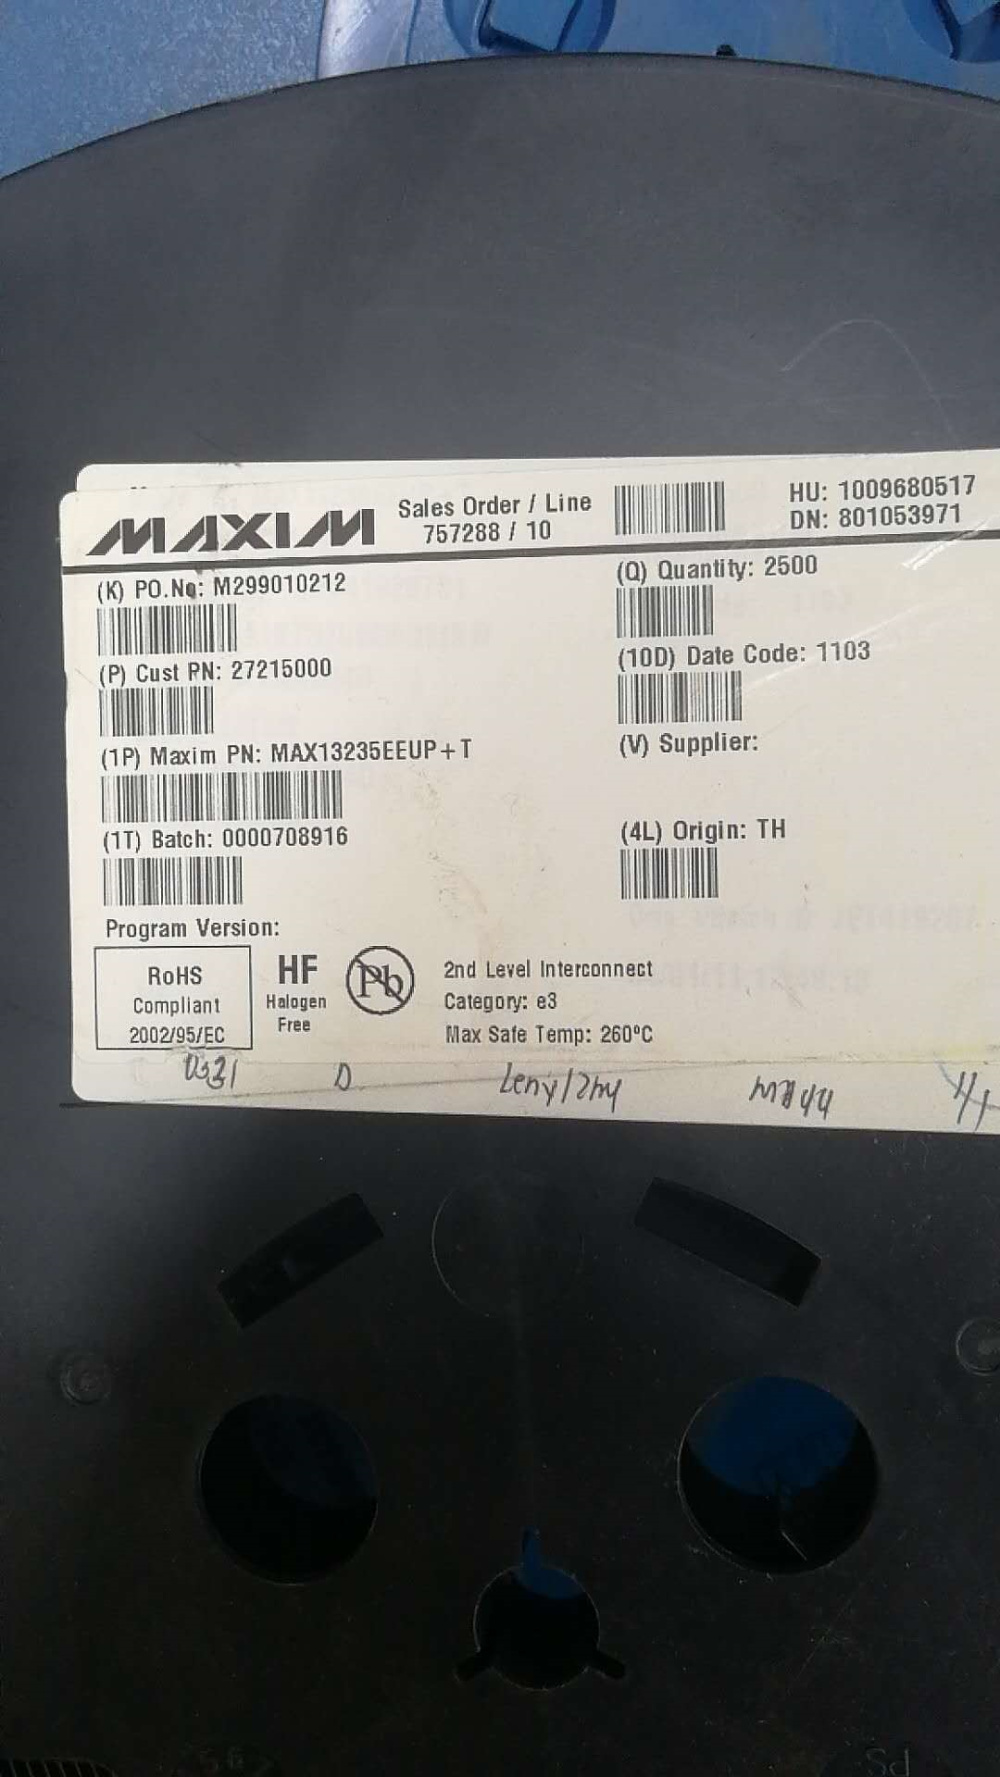 MAXIM
Sales Order / Line
757288 / 10
HU: 1009680517
DN: 801053971
(K) PO.No: M299010212
(Q) Quantity: 2500
(P) Cust PN: 27215000
(10D) Date Code: 1103
(1P) Maxim PN: MAX13235EEUP+T
(V) Supplier:
(1T) Batch: 0000708916
(4L) Origin: TH
Program Version:
RoHS
Compliant
2002/95/EC
HF
Halogen
Free
Pb
2nd Level Interconnect
Category: e3
Max Safe Temp: 260ºC
0331
D